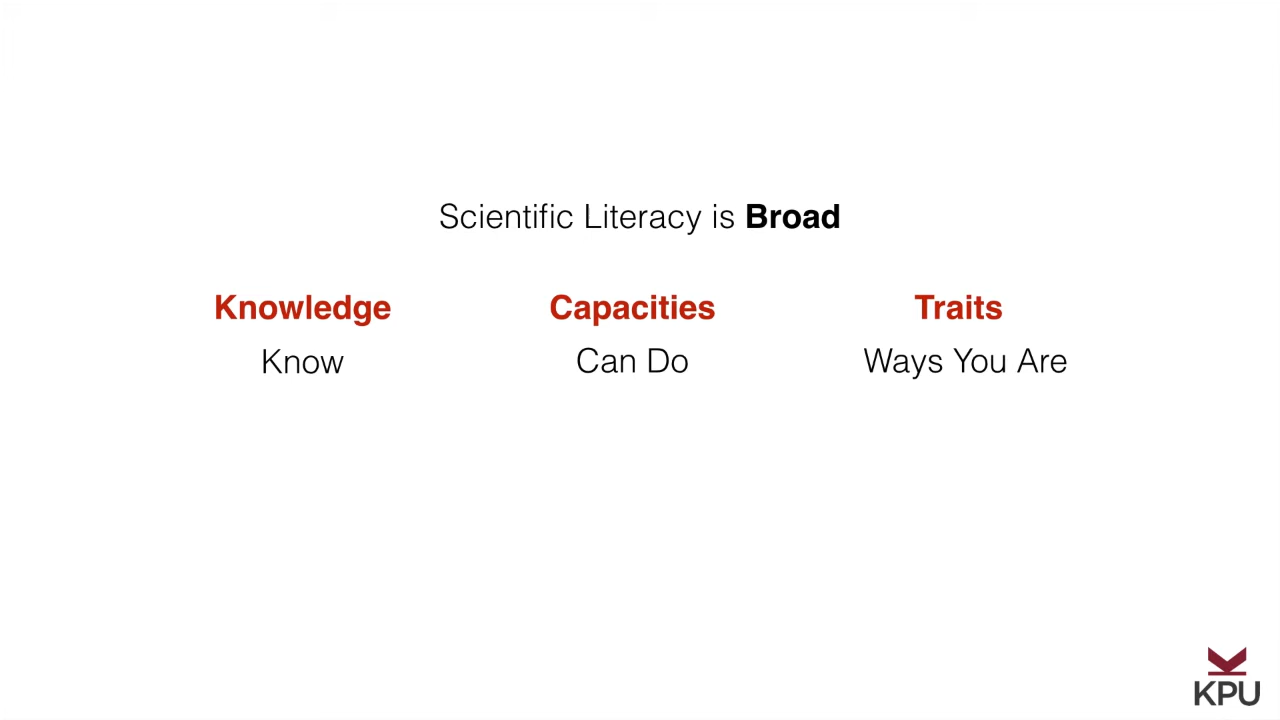 Scientific Literacy is Broad
Knowledge Capacities Traits
Know Can Do Ways You Are
KPU